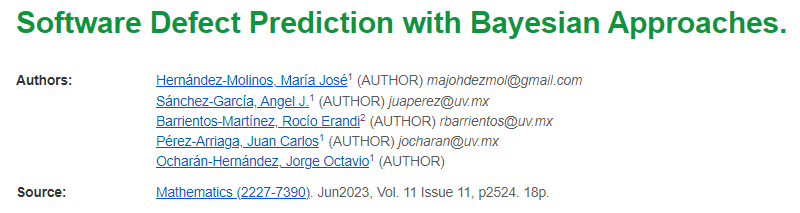 Software Defect Prediction with Bayesian Approaches.
Authors: Hernández-Molinos, María José¹ (AUTHOR) majohdezmol@gmail.com
Sánchez-García, Angel J.¹ (AUTHOR) juaperez@uv.mx
Barrientos-Martínez, Rocío Erandi² (AUTHOR) rbarrientos@uv.mx
Pérez-Arriaga, Juan Carlos¹ (AUTHOR) jocharan@uv.mx
Ocharán-Hernández, Jorge Octavio¹ (AUTHOR)
Source: Mathematics (2227-7390). Jun2023, Vol. 11 Issue 11, p2524. 18p.